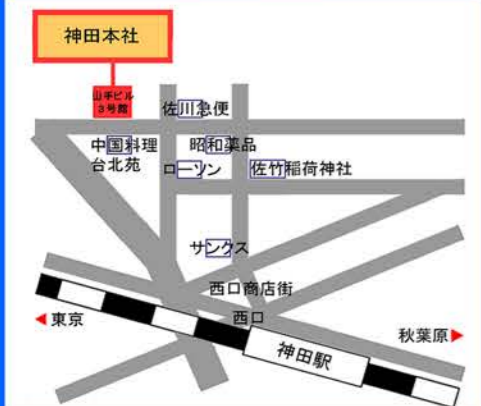 神田本社
山手ビル
3号館
佐川急便
中国料理
台北苑
昭和薬品
ローソン
佐竹稲荷神社
サンクス
西口商店街
西口
東京
秋葉原
神田駅